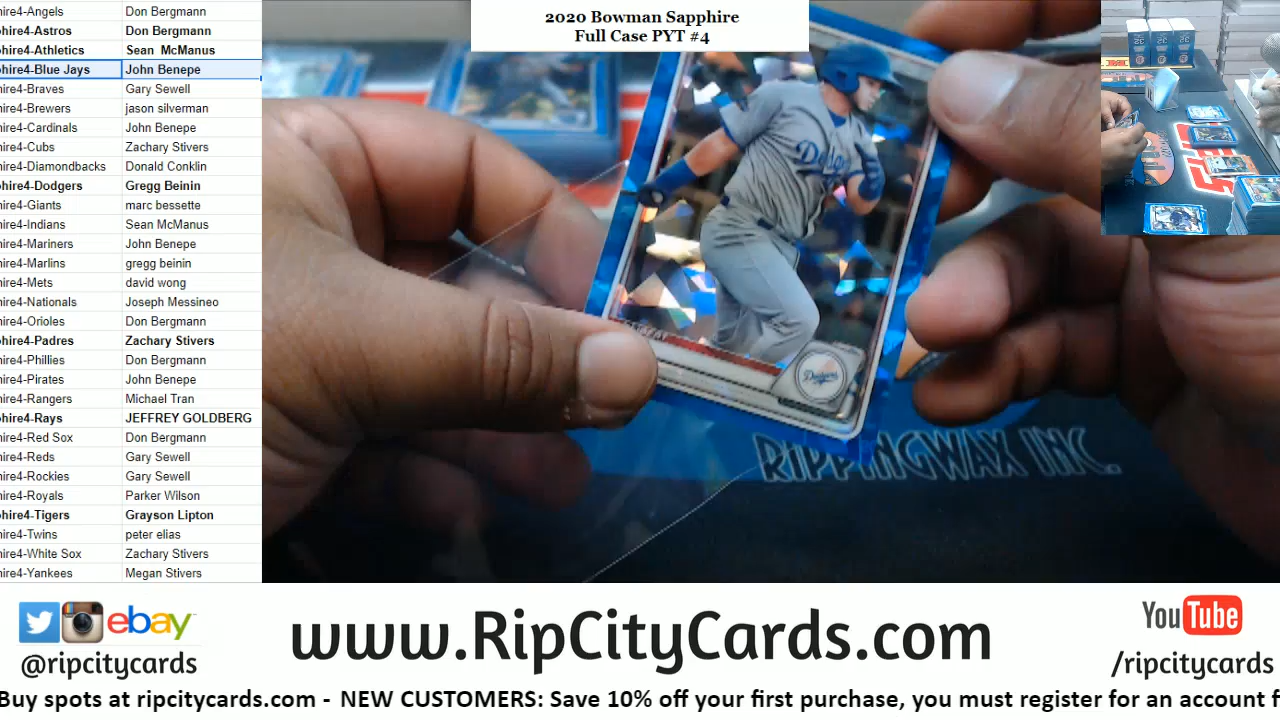 2020 Bowman Sapphire
Full Case PYT #4
hire4-Angels Don Bergmann
hire4-Astros Don Bergmann
hire4-Athletics Sean McManus
hire4-Blue Jays John Benepe
hire4-Braves Gary Sewell
hire4-Brewers jason silverman
hire4-Cardinals John Benepe
hire4-Cubs Zachary Stivers
hire4-Diamondbacks Donald Conklin
hire4-Dodgers Gregg Beinin
hire4-Giants marc bessette
hire4-Indians Sean McManus
hire4-Mariners John Benepe
hire4-Marlins gregg beinin
hire4-Mets david wong
hire4-Nationals Joseph Messineo
hire4-Orioles Don Bergmann
hire4-Padres Zachary Stivers
hire4-Phillies Don Bergmann
hire4-Pirates John Benepe
hire4-Rangers Michael Tran
hire4-Rays JEFFREY GOLDBERG
hire4-Red Sox Don Bergmann
hire4-Reds Gary Sewell
hire4-Rockies Gary Sewell
hire4-Royals Parker Wilson
hire4-Tigers Grayson Lipton
hire4-Twins peter elias
hire4-White Sox Zachary Stivers
hire4-Yankees Megan Stivers
Dodgers
Dodgers
RIPPINGWAX INC.
ebay
@ripcitycards
www.RipCityCards.com
YouTube
/ripcitycards
Buy spots at ripcitycards.com - NEW CUSTOMERS: Save 10% off your first purchase, you must register for an account f